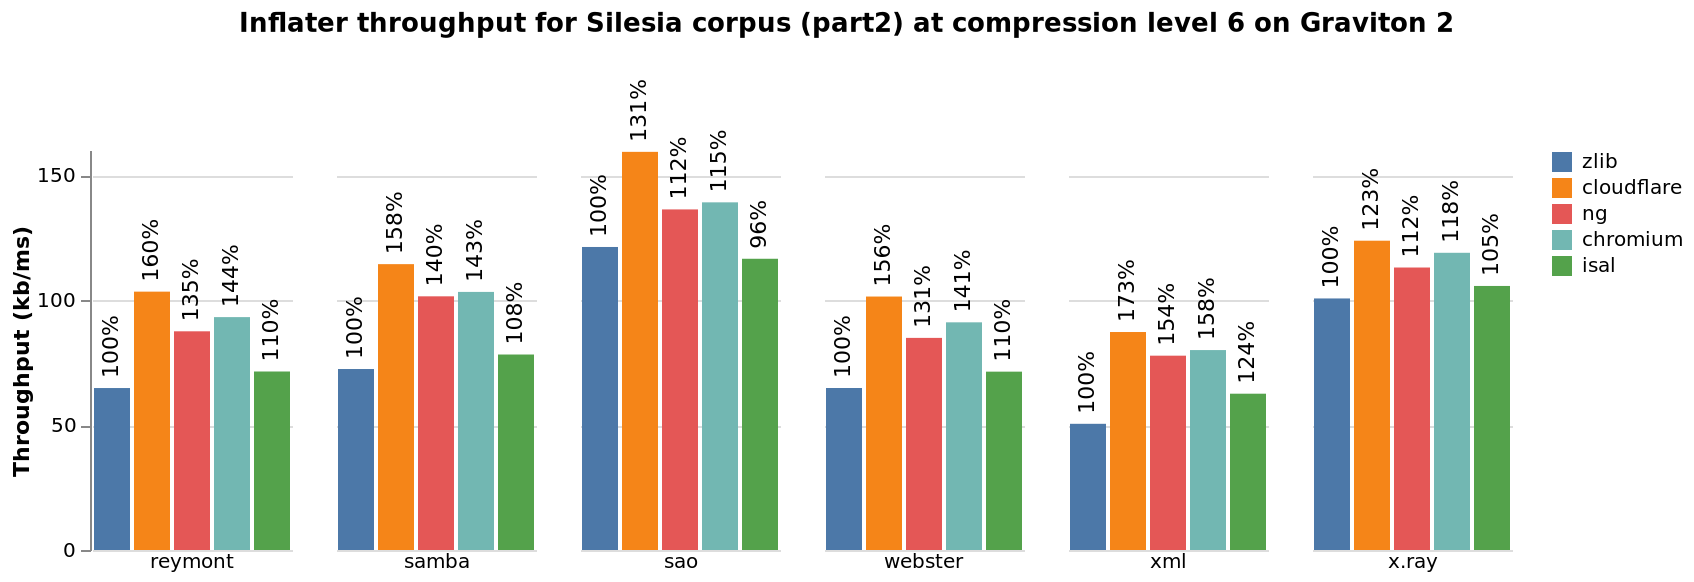 Inflater throughput for Silesia corpus (part2) at compression level 6 on Graviton 2
Throughput (kb/ms)
150
100
50
0
100%
160%
135%
144%
110%
reymont
100%
158%
140%
143%
108%
samba
100%
131%
112%
115%
96%
sao
100%
156%
131%
141%
110%
webster
100%
173%
154%
158%
124%
xml
100%
123%
112%
118%
105%
x.ray
zlib
cloudflare
ng
chromium
isal